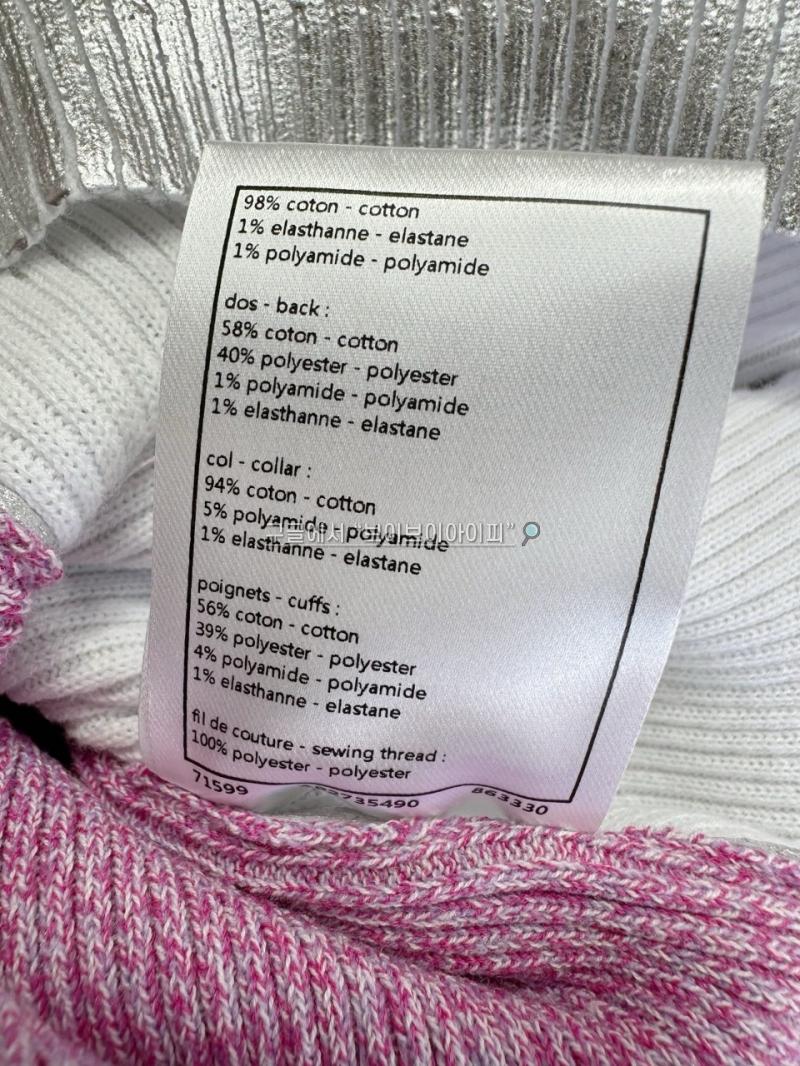 98% coton - cotton
1% elasthanne - elastane
1% polyamide - polyamide
dos - back :
58% coton - cotton
40% polyester - polyester
1% polyamide - polyamide
1% elasthanne - elastane
col - collar :
94% coton - cotton
5% polyamide - polyamide
1% elasthanne - elastane
poignets - cuffs :
56% coton - cotton
39% polyester - polyester
4% polyamide - polyamide
1% elasthanne - elastane
fil de couture - sewing thread :
100% polyester - polyester
71599 863330